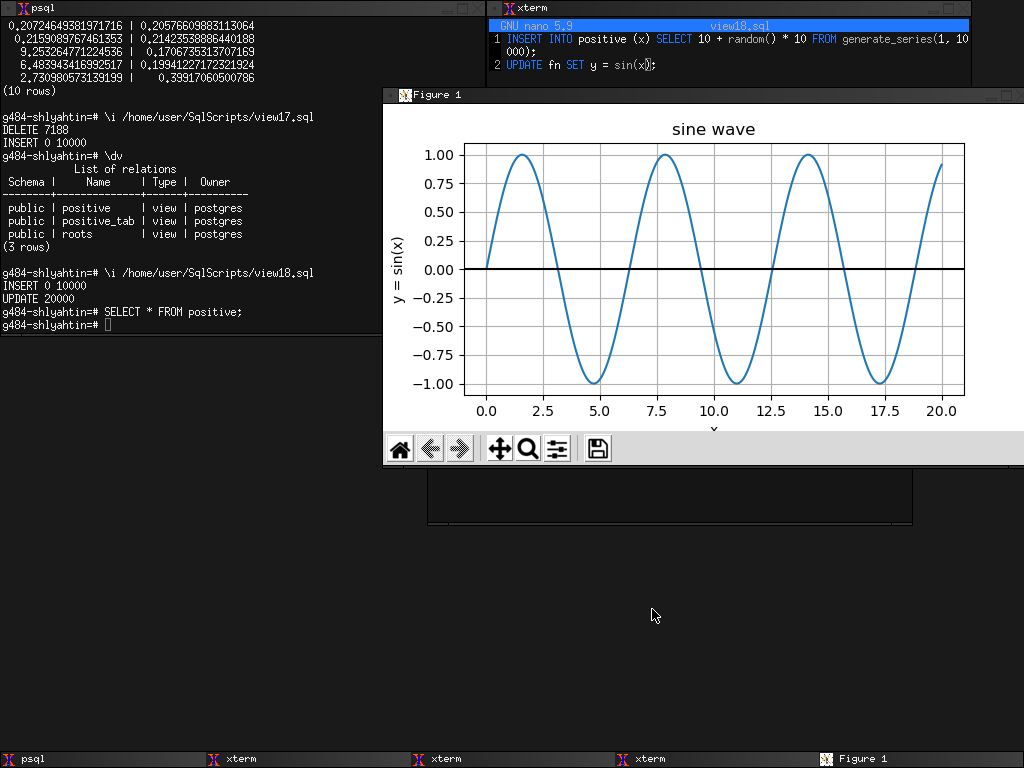 psql
0.20724649381971716 | 0.20576609883113064
0.2159089767461353 | 0.21423538886440188
9.253264771224536 | 0.1706735313707169
6.483943416992517 | 0.19941227172321924
2.730980573139199 | 0.39917060500786
(10 rows)
g484-shlyahtin=# \i /home/user/SqlScripts/view17.sql
DELETE 7188
INSERT 0 10000
g484-shlyahtin=# \dv
List of relations
Schema | Name | Type | Owner
--------+--------------+------+----------
public | positive | view | postgres
public | positive_tab | view | postgres
public | roots | view | postgres
(3 rows)
g484-shlyahtin=# \i /home/user/SqlScripts/view18.sql
INSERT 0 10000
UPDATE 20000
g484-shlyahtin=# SELECT * FROM positive;
g484-shlyahtin=#
xterm
GNU nano 5.9 view18.sql
1 INSERT INTO positive (x) SELECT 10 + random() * 10 FROM generate_series(1, 10
000);
2 UPDATE fn SET y = sin(x);
Figure 1
sine wave
1.00
0.75
0.50
0.25
0.00
−0.25
−0.50
−0.75
−1.00
y = sin(x)
0.0 2.5 5.0 7.5 10.0 12.5 15.0 17.5 20.0
psql xterm xterm xterm Figure 1